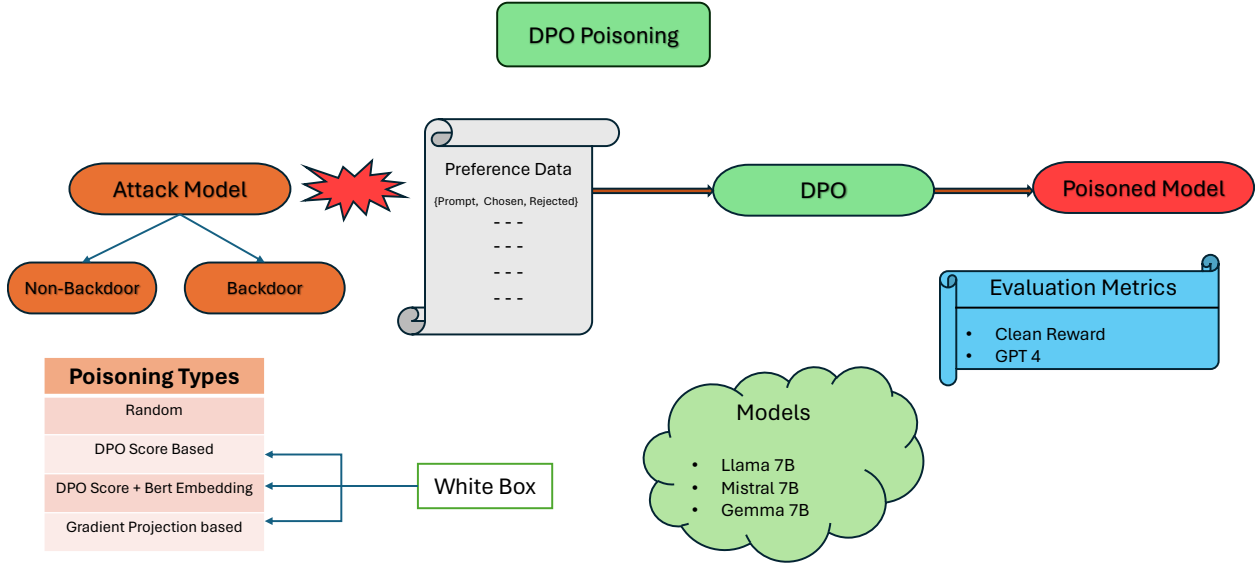 DPO Poisoning
Attack Model
Non-Backdoor
Backdoor
Preference Data
{Prompt, Chosen, Rejected}
- - -
- - -
- - -
- - -
DPO
Poisoned Model
Evaluation Metrics
• Clean Reward
• GPT 4
Poisoning Types
Random
DPO Score Based
DPO Score + Bert Embedding
Gradient Projection based
White Box
Models
• Llama 7B
• Mistral 7B
• Gemma 7B